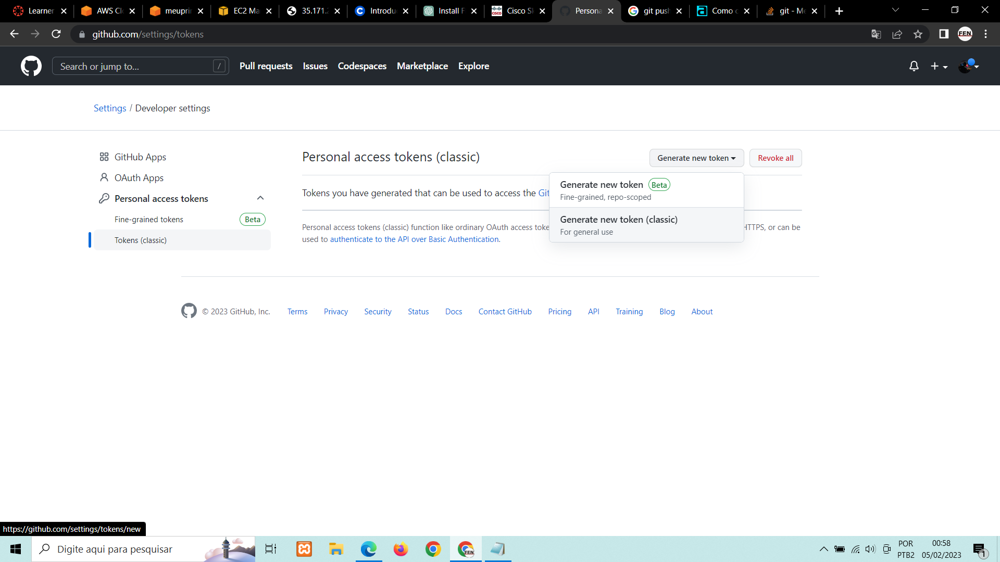 Learner
AWS Cl
meuprin
EC2 Ma
35.171.2
Introdu
Install F
Cisco Sk
Persona
git push
Como c
git - Me
github.com/settings/tokens
FEN
Search or jump to...
/
Pull requests
Issues
Codespaces
Marketplace
Explore
Settings / Developer settings
GitHub Apps
OAuth Apps
Personal access tokens
Fine-grained tokens
Beta
Tokens (classic)
Personal access tokens (classic)
Generate new token
Revoke all
Generate new token Beta
Fine-grained, repo-scoped
Generate new token (classic)
For general use
Tokens you have generated that can be used to access the Git
Personal access tokens (classic) function like ordinary OAuth access toke HTTPS, or can be
used to authenticate to the API over Basic Authentication.
© 2023 GitHub, Inc.
Terms
Privacy
Security
Status
Docs
Contact GitHub
Pricing
API
Training
Blog
About
https://github.com/settings/tokens/new
Digite aqui para pesquisar
FEN
POR
PTB2
00:58
05/02/2023
1